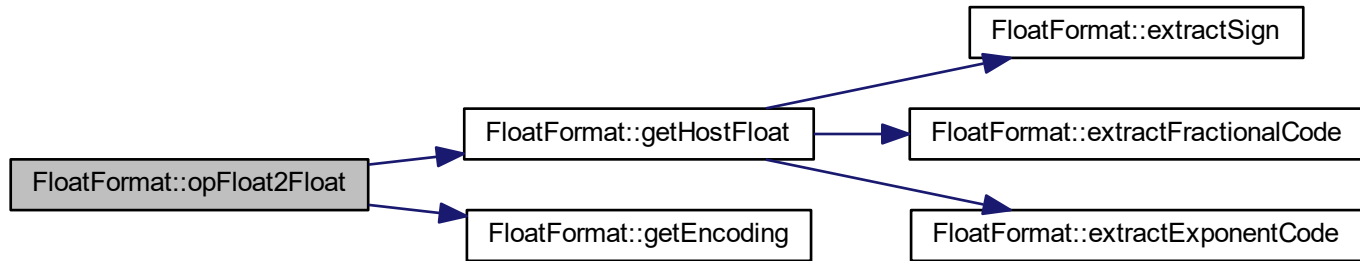 FloatFormat::extractSign
FloatFormat::getHostFloat
FloatFormat::extractFractionalCode
FloatFormat::opFloat2Float
FloatFormat::getEncoding
FloatFormat::extractExponentCode